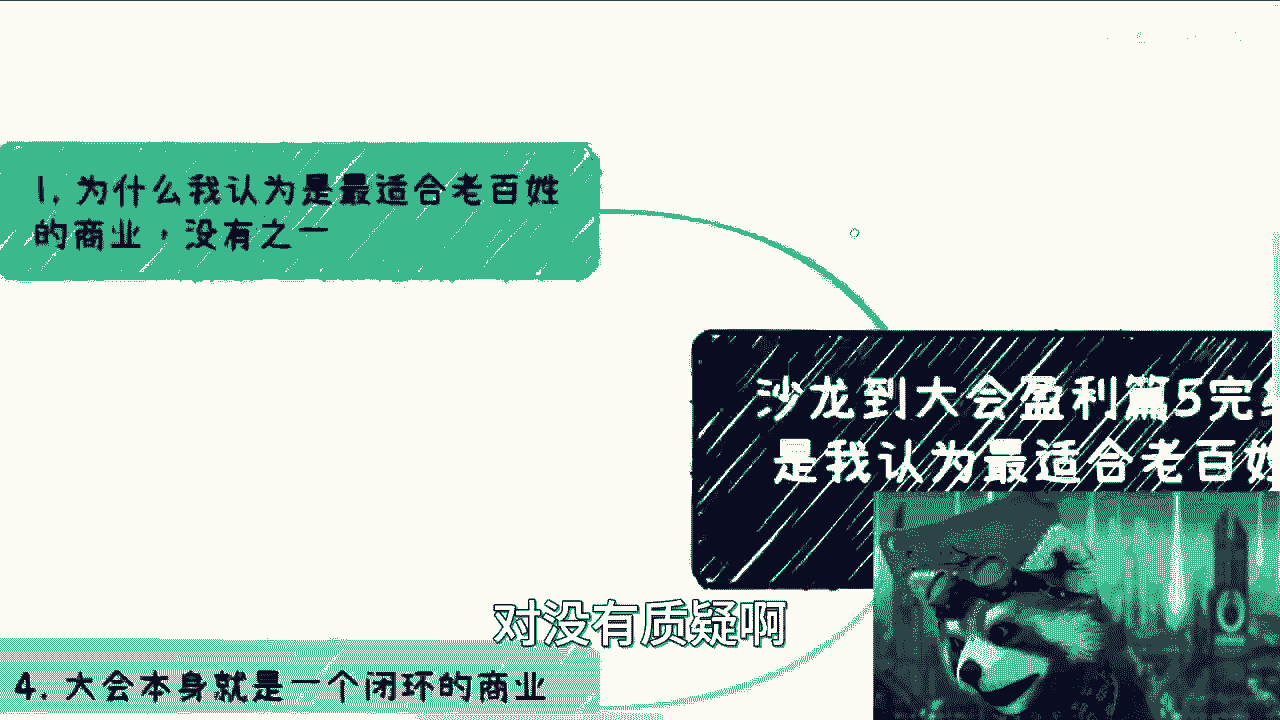 1. 为什么我认为是最适合老百姓
的商业，没有之一
沙龙到大会盈利篇5完
是我认为最适合老百姓
对没有质疑啊
4. 大会本身就是一个闭环的商业